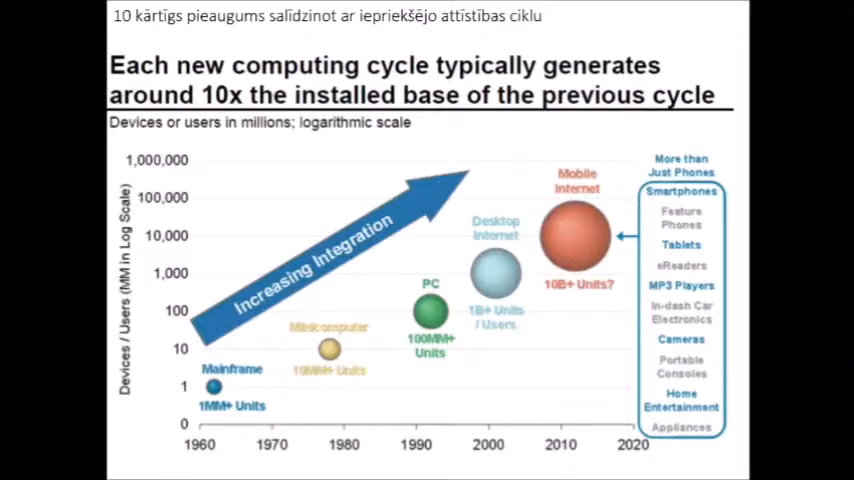 10 kārtīgs pieaugums salīdzinot ar iepriekšējo attīstības ciklu
Each new computing cycle typically generates
around 10x the installed base of the previous cycle
Devices or users in millions; logarithmic scale
Devices / Users (MM in Log Scale)
1,000,000
100,000
10,000
1,000
100
10
1
0
1960
1970
1980
1990
2000
2010
2020
Increasing Integration
Mainframe
1MM+ Units
Minicomputer
10MM+ Units
PC
100MM+
Units
Desktop
Internet
1B+ Units
/ Users
Mobile
Internet
10B+ Units?
More than
Just Phones
Smartphones
Feature
Phones
Tablets
eReaders
MP3 Players
In-dash Car
Electronics
Cameras
Portable
Consoles
Home
Entertainment
Appliances